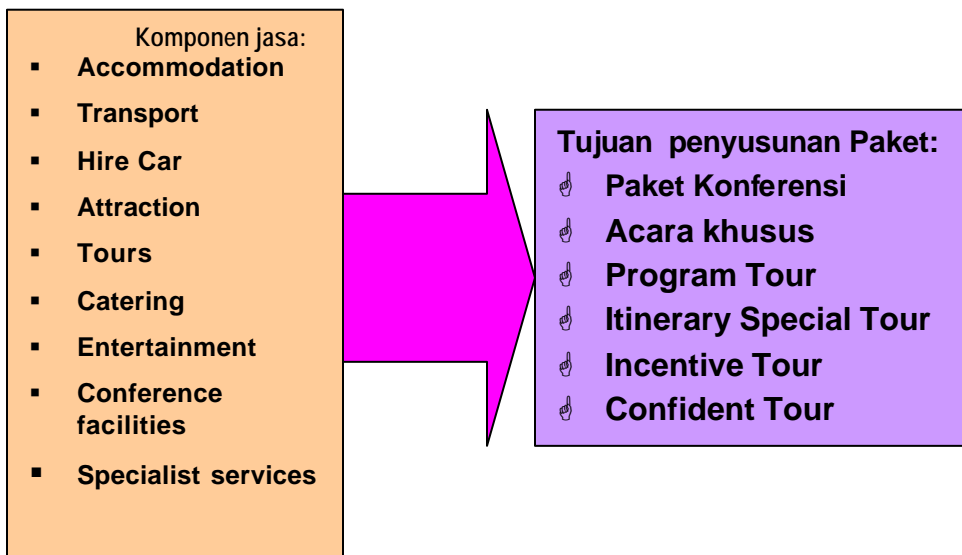 Komponen jasa:
▪ Accommodation
▪ Transport
▪ Hire Car
▪ Attraction
▪ Tours
▪ Catering
▪ Entertainment
▪ Conference
facilities
▪ Specialist services
Tujuan penyusunan Paket:
☝ Paket Konferensi
☝ Acara khusus
☝ Program Tour
☝ Itinerary Special Tour
☝ Incentive Tour
☝ Confident Tour